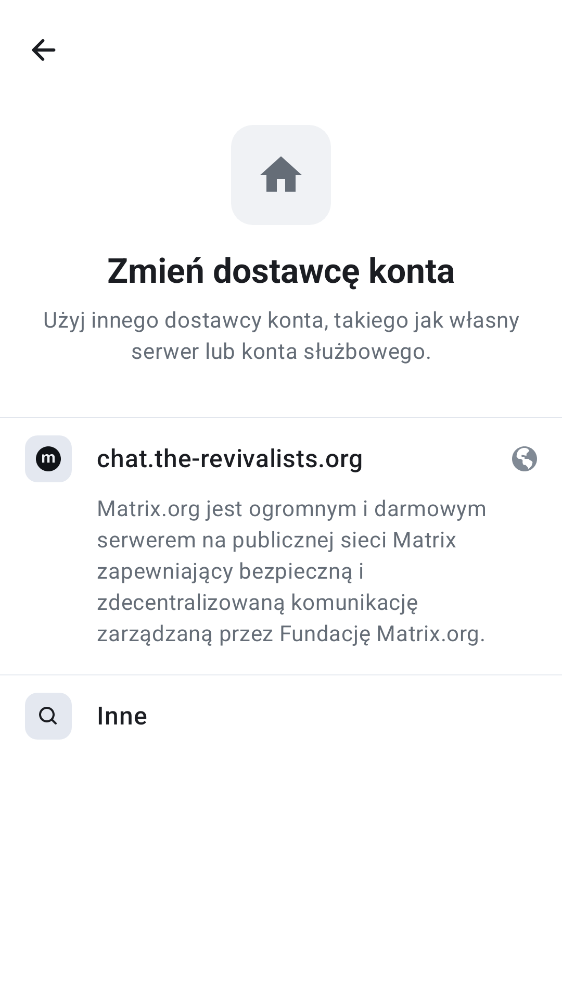 Zmień dostawcę konta
Użyj innego dostawcy konta, takiego jak własny
serwer lub konta służbowego.
m
chat.the-revivalists.org
Matrix.org jest ogromnym i darmowym
serwerem na publicznej sieci Matrix
zapewniający bezpieczną i
zdecentralizowaną komunikację
zarządzaną przez Fundację Matrix.org.
Inne